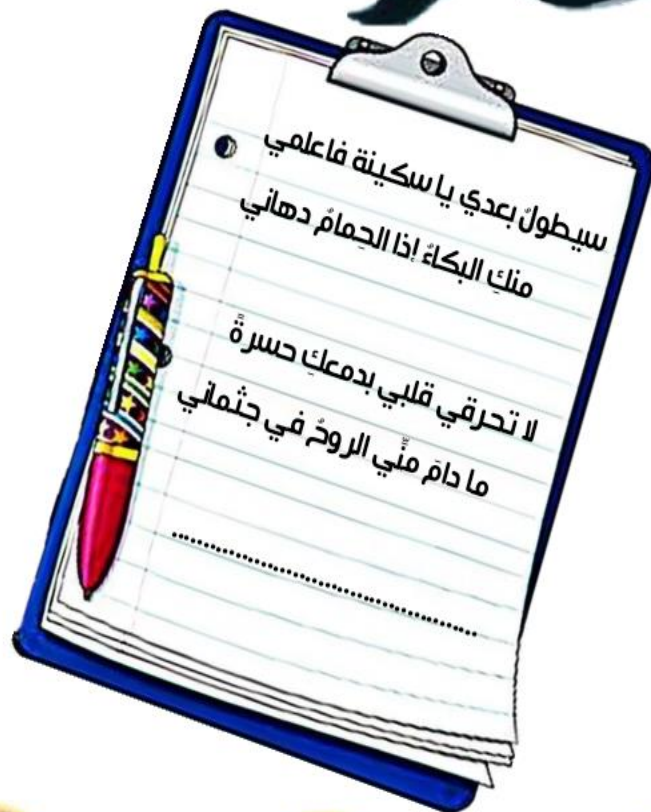 سيطولُ بعدي يا سكينة فاعلمي
منكِ البكاءُ إذا الحِمامُ دهاني
لا تحرقي قلبي بدمعكِ حسرةً
ما دامَ منّي الروحُ في جثماني
................................................